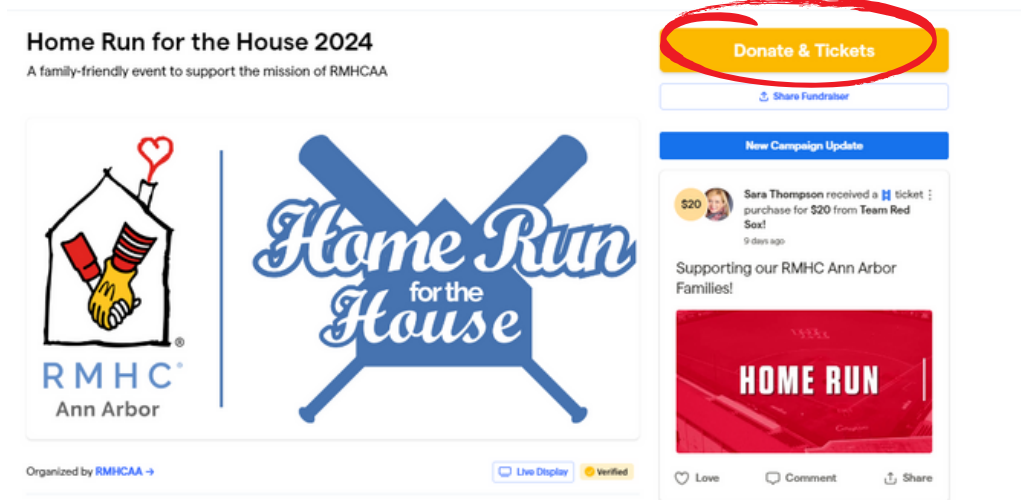 Home Run for the House 2024
A family-friendly event to support the mission of RMHCAA
RMHC®
Ann Arbor
Home Run
for the
House
Organized by RMHCAA →
Live Display
Verified
Donate & Tickets
Share Fundraiser
New Campaign Update
$20
Sara Thompson received a ticket
purchase for $20 from Team Red
Sox!
9 days ago
Supporting our RMHC Ann Arbor
Families!
HOME RUN
Love
Comment
Share